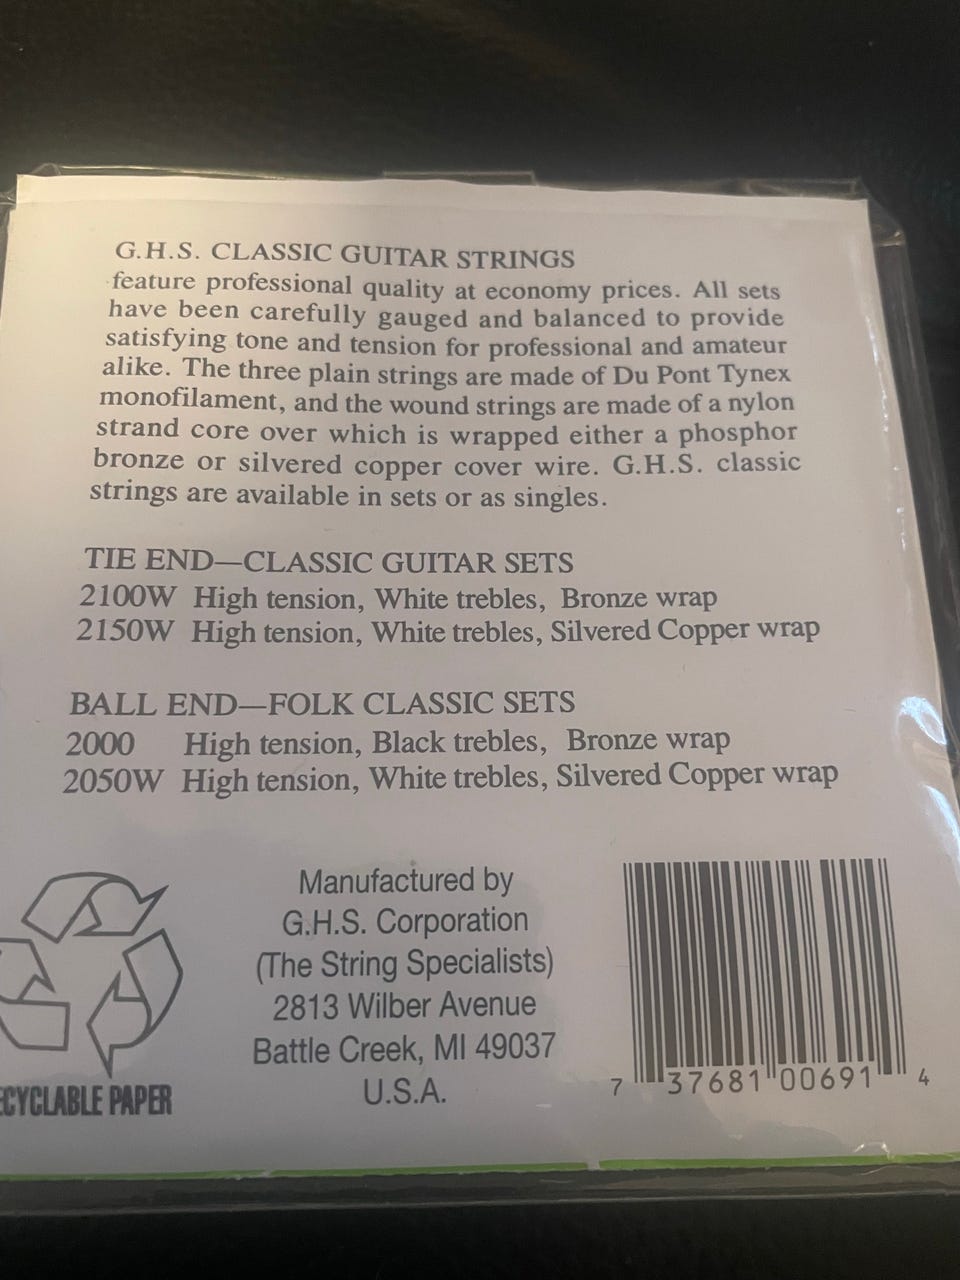 G.H.S. CLASSIC GUITAR STRINGS
feature professional quality at economy prices. All sets
have been carefully gauged and balanced to provide
satisfying tone and tension for professional and amateur
alike. The three plain strings are made of Du Pont Tynex
monofilament, and the wound strings are made of a nylon
strand core over which is wrapped either a phosphor
bronze or silvered copper cover wire. G.H.S. classic
strings are available in sets or as singles.
TIE END—CLASSIC GUITAR SETS
2100W High tension, White trebles, Bronze wrap
2150W High tension, White trebles, Silvered Copper wrap
BALL END—FOLK CLASSIC SETS
2000 High tension, Black trebles, Bronze wrap
2050W High tension, White trebles, Silvered Copper wrap
Manufactured by
G.H.S. Corporation
(The String Specialists)
2813 Wilber Avenue
Battle Creek, MI 49037
U.S.A.
ECYCLABLE PAPER
7 37681 00691 4